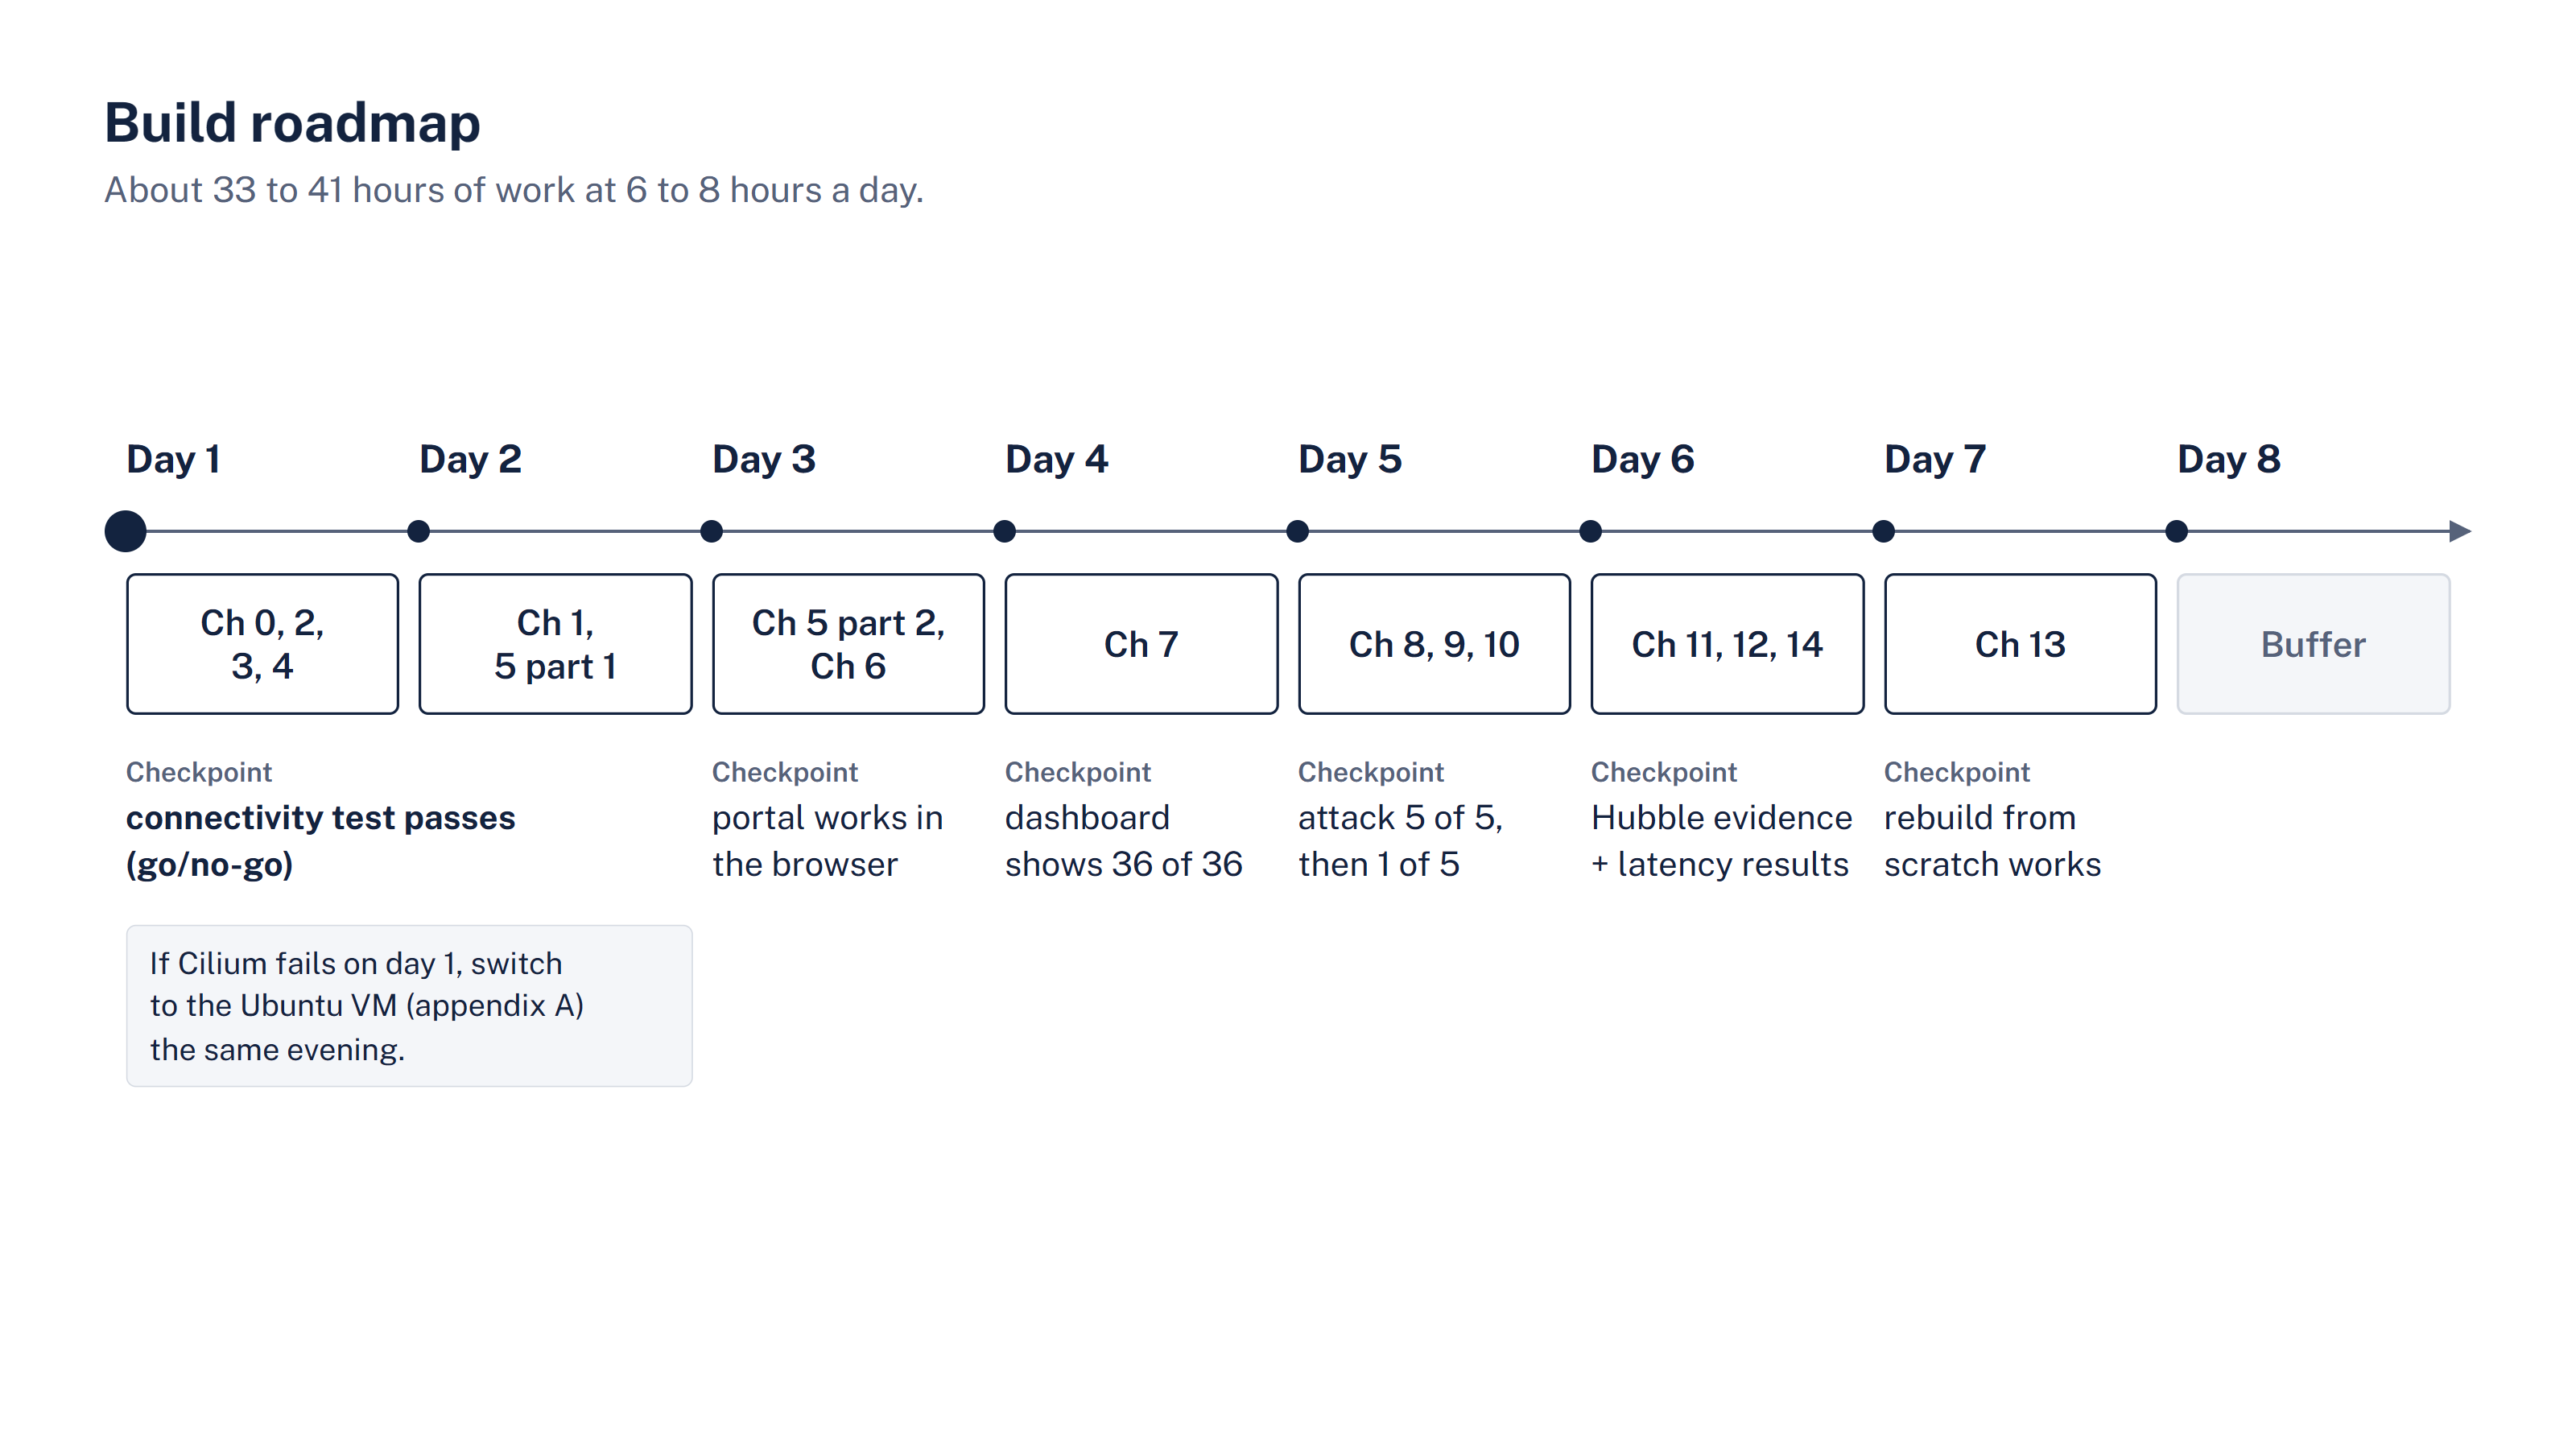 Build roadmap
About 33 to 41 hours of work at 6 to 8 hours a day.
Day 1
Day 2
Day 3
Day 4
Day 5
Day 6
Day 7
Day 8
Ch 0, 2,
3, 4
Ch 1,
5 part 1
Ch 5 part 2,
Ch 6
Ch 7
Ch 8, 9, 10
Ch 11, 12, 14
Ch 13
Buffer
Checkpoint
connectivity test passes
(go/no-go)
Checkpoint
portal works in
the browser
Checkpoint
dashboard
shows 36 of 36
Checkpoint
attack 5 of 5,
then 1 of 5
Checkpoint
Hubble evidence
+ latency results
Checkpoint
rebuild from
scratch works
If Cilium fails on day 1, switch
to the Ubuntu VM (appendix A)
the same evening.